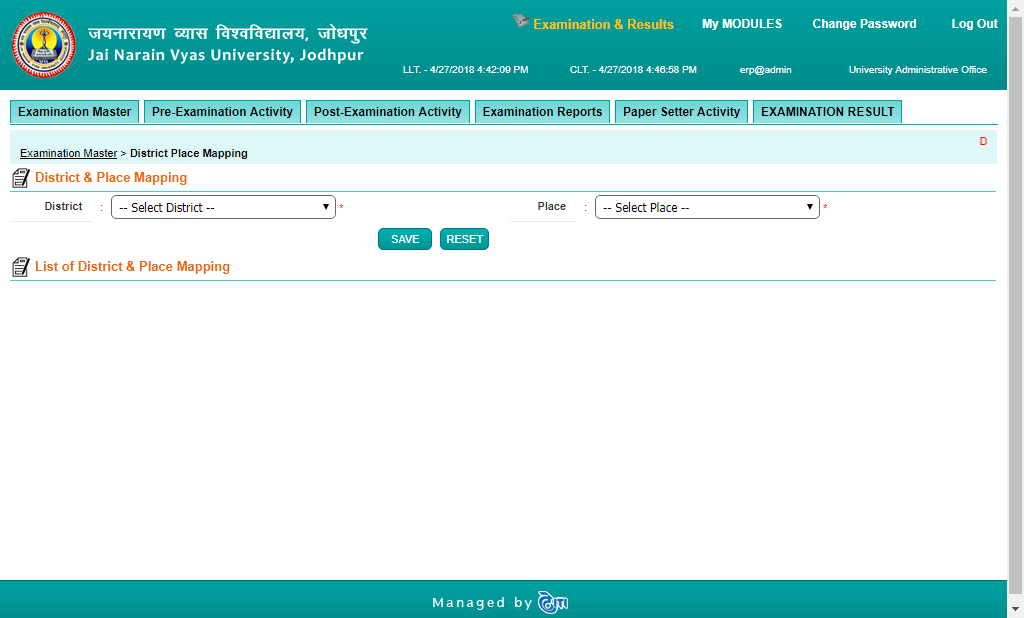 जयनारायण व्यास विश्वविद्यालय, जोधपुर
Jai Narain Vyas University, Jodhpur
Examination & Results My MODULES Change Password Log Out
LLT. - 4/27/2018 4:42:09 PM CLT. - 4/27/2018 4:46:58 PM erp@admin University Administrative Office
Examination Master Pre-Examination Activity Post-Examination Activity Examination Reports Paper Setter Activity EXAMINATION RESULT
D
Examination Master > District Place Mapping
District & Place Mapping
District : -- Select District -- * Place : -- Select Place -- *
SAVE RESET
List of District & Place Mapping
Managed by